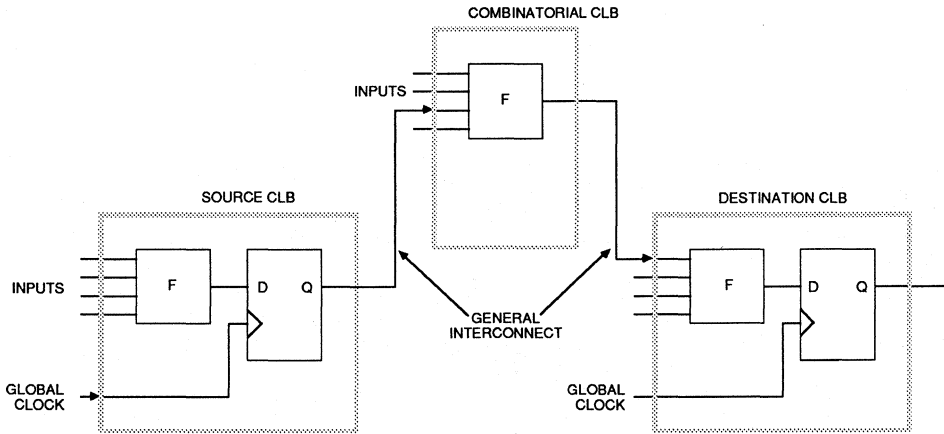 COMBINATORIAL CLB
INPUTS
F
SOURCE CLB
DESTINATION CLB
INPUTS
F
D Q
F
D Q
GENERAL
INTERCONNECT
GLOBAL
CLOCK
GLOBAL
CLOCK